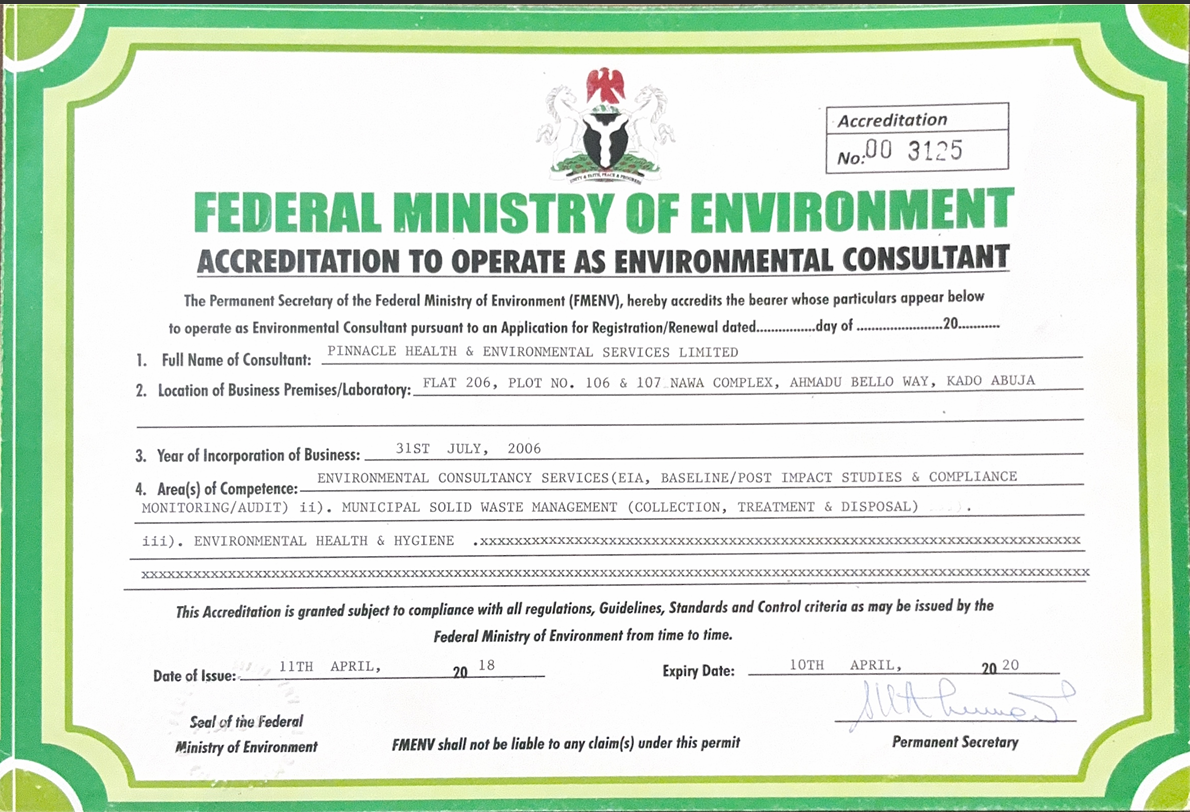 UNITY & FAITH, PEACE & PROGRESS
Accreditation
No: 00 3125
FEDERAL MINISTRY OF ENVIRONMENT
ACCREDITATION TO OPERATE AS ENVIRONMENTAL CONSULTANT
The Permanent Secretary of the Federal Ministry of Environment (FMENV), hereby accredits the bearer whose particulars appear below
to operate as Environmental Consultant pursuant to an Application for Registration/Renewal dated...............day of .......................20...........
1. Full Name of Consultant: PINNACLE HEALTH & ENVIRONMENTAL SERVICES LIMITED
2. Location of Business Premises/Laboratory: FLAT 206, PLOT NO. 106 & 107 NAWA COMPLEX, AHMADU BELLO WAY, KADO ABUJA
3. Year of Incorporation of Business: 31ST JULY, 2006
4. Area(s) of Competence: ENVIRONMENTAL CONSULTANCY SERVICES(EIA, BASELINE/POST IMPACT STUDIES & COMPLIANCE
MONITORING/AUDIT) ii). MUNICIPAL SOLID WASTE MANAGEMENT (COLLECTION, TREATMENT & DISPOSAL) .
iii). ENVIRONMENTAL HEALTH & HYGIENE .xxxxxxxxxxxxxxxxxxxxxxxxxxxxxxxxxxxxxxxxxxxxxxxxxxxxxxxxxxxxxxxxxxxxxx
xxxxxxxxxxxxxxxxxxxxxxxxxxxxxxxxxxxxxxxxxxxxxxxxxxxxxxxxxxxxxxxxxxxxxxxxxxxxxxxxxxxxxxxxxxxxxxxxxxxxxxxxxxxxx
This Accreditation is granted subject to compliance with all regulations, Guidelines, Standards and Control criteria as may be issued by the
Federal Ministry of Environment from time to time.
Date of Issue: 11TH APRIL, 20 18 Expiry Date: 10TH APRIL, 20 20
Seal of the Federal
Ministry of Environment FMENV shall not be liable to any claim(s) under this permit Permanent Secretary